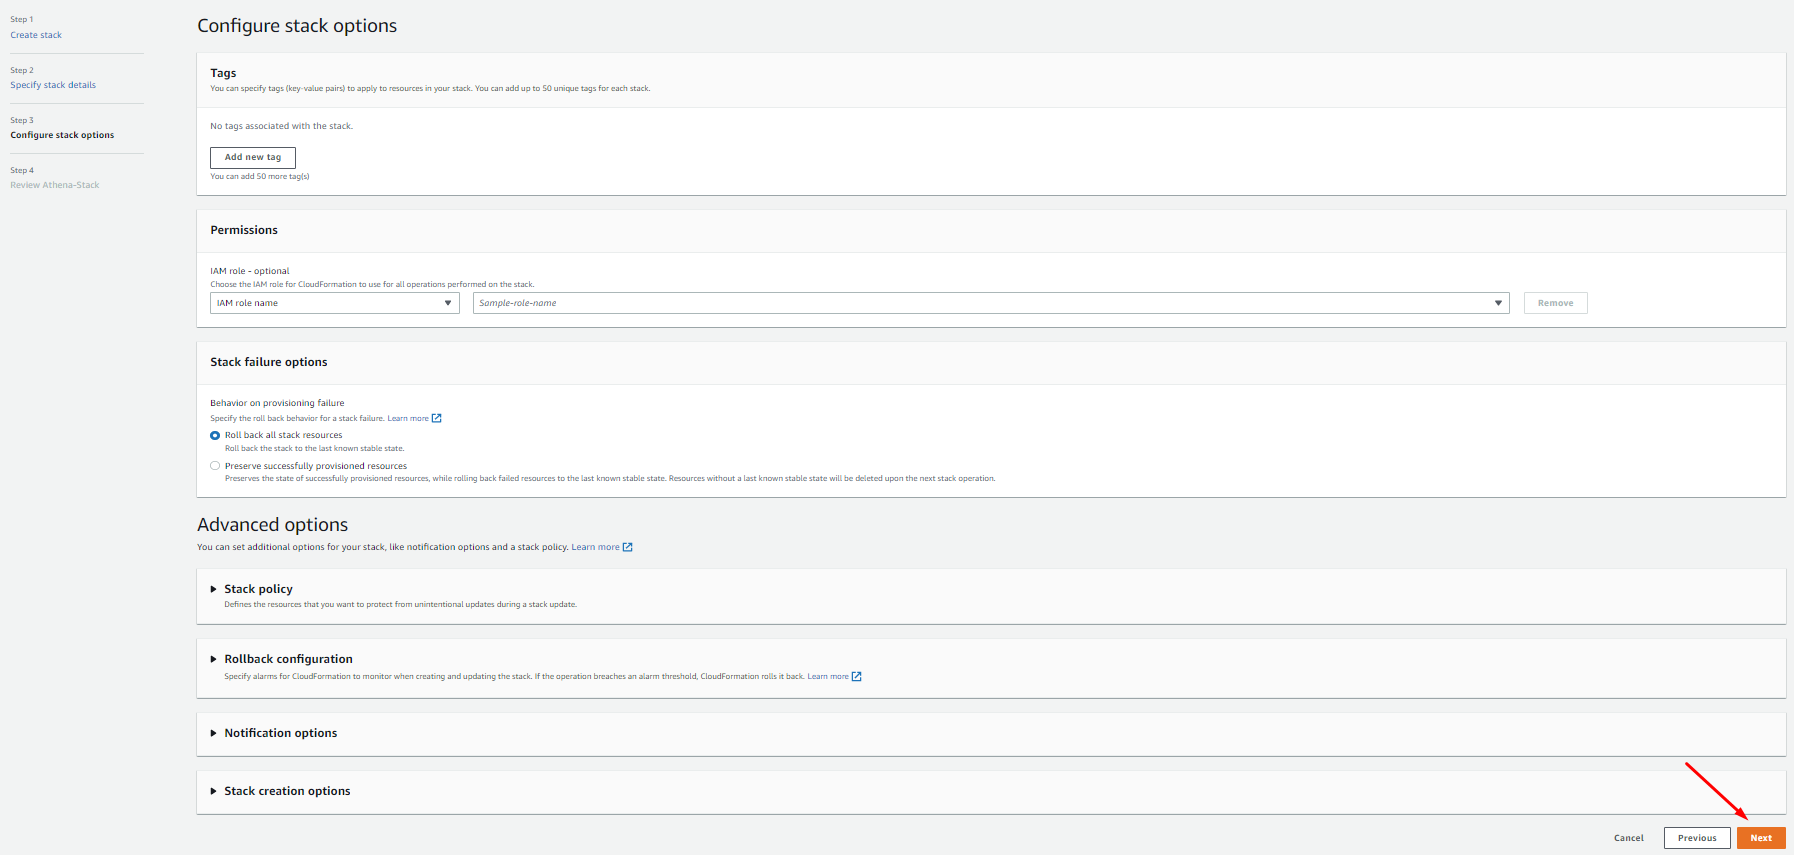 Step 1
Create stack
Step 2
Specify stack details
Step 3
Configure stack options
Step 4
Review Athena-Stack
Configure stack options
Tags
You can specify tags (key-value pairs) to apply to resources in your stack. You can add up to 50 unique tags for each stack.
No tags associated with the stack.
Add new tag
You can add 50 more tag(s)
Permissions
IAM role - optional
Choose the IAM role for CloudFormation to use for all operations performed on the stack.
IAM role name
Sample-role-name
Remove
Stack failure options
Behavior on provisioning failure
Specify the roll back behavior for a stack failure. Learn more
Roll back all stack resources
Roll back the stack to the last known stable state.
Preserve successfully provisioned resources
Preserves the state of successfully provisioned resources, while rolling back failed resources to the last known stable state. Resources without a last known stable state will be deleted upon the next stack operation.
Advanced options
You can set additional options for your stack, like notification options and a stack policy. Learn more
Stack policy
Defines the resources that you want to protect from unintentional updates during a stack update.
Rollback configuration
Specify alarms for CloudFormation to monitor when creating and updating the stack. If the operation breaches an alarm threshold, CloudFormation rolls it back. Learn more
Notification options
Stack creation options
Cancel
Previous
Next